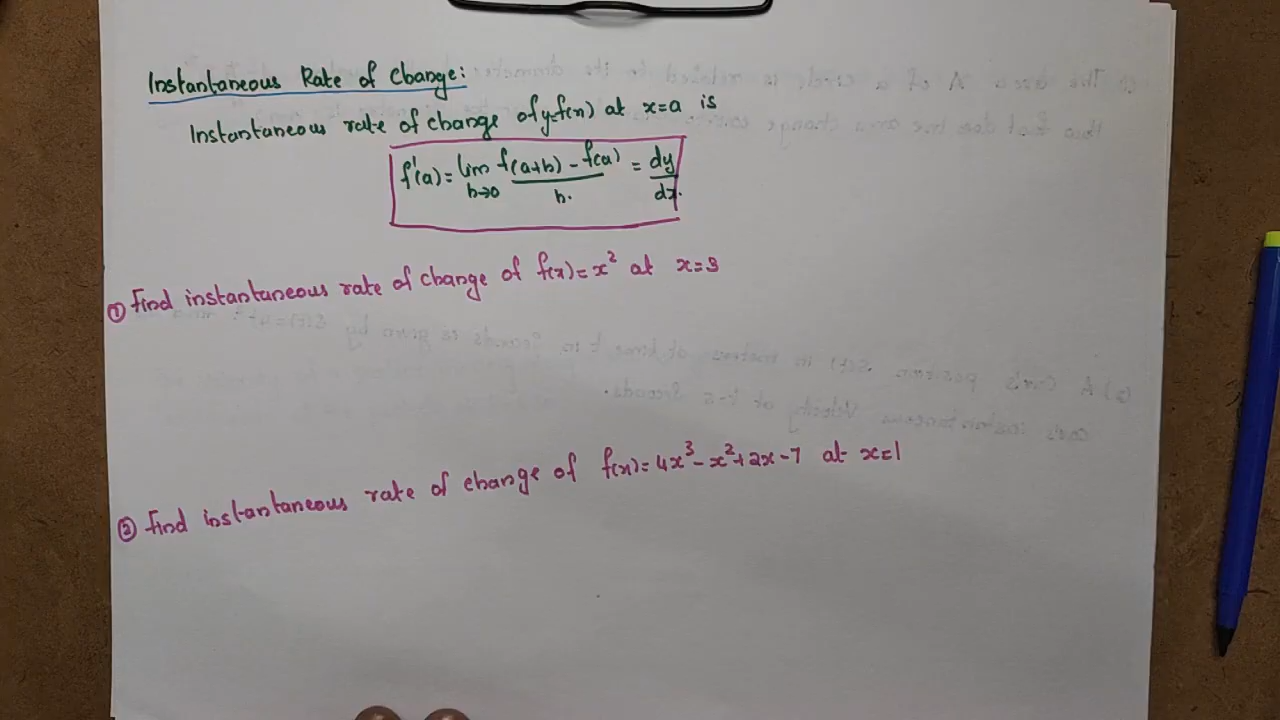 Instantaneous Rate of Change:
Instantaneous rate of change of y=f(x) at x=a is
f'(a) = lim h→0 f(a+h) - f(a) / h. = dy/dx.
① Find instantaneous rate of change of f(x)=x² at x=3
② Find instantaneous rate of change of f(x)=4x³-x²+2x-7 at x=1